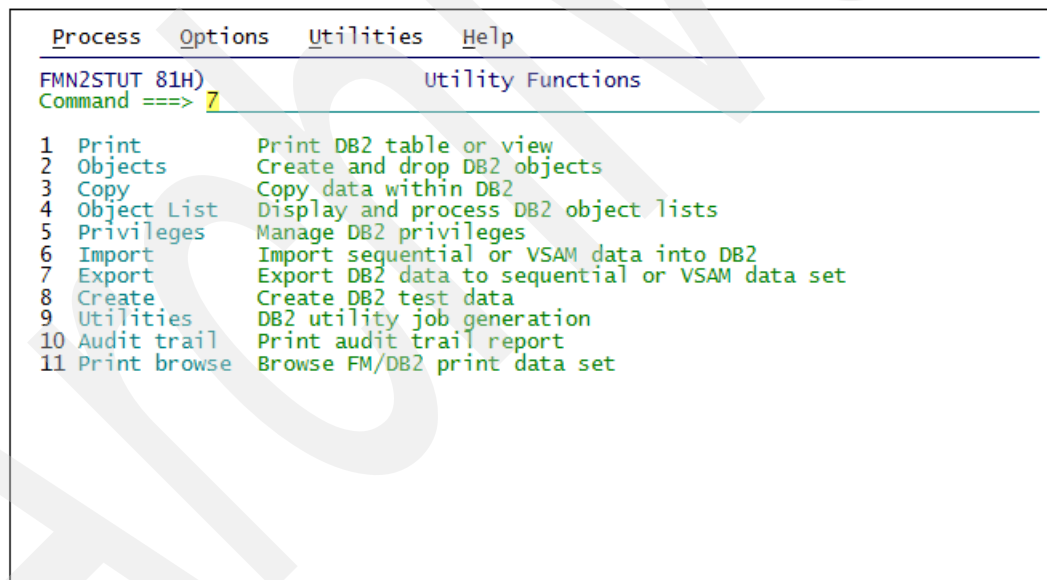 Process Options Utilities Help
FMN2STUT 81H) Utility Functions
Command ===> 7
1 Print Print DB2 table or view
2 Objects Create and drop DB2 objects
3 Copy Copy data within DB2
4 Object List Display and process DB2 object lists
5 Privileges Manage DB2 privileges
6 Import Import sequential or VSAM data into DB2
7 Export Export DB2 data to sequential or VSAM data set
8 Create Create DB2 test data
9 Utilities DB2 utility job generation
10 Audit trail Print audit trail report
11 Print browse Browse FM/DB2 print data set